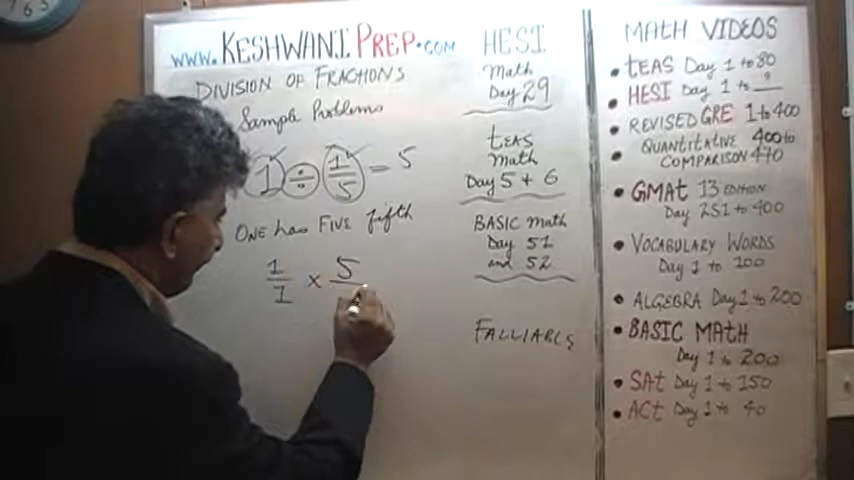 www.KESHWANIPREP.com
DIVISION OF FRACTIONS
Sample Problems
1 ÷ 1/5 = 5
ONE has FIVE fifth
1/1 x 5/
HESI
Math
Day 29
tEAS
Math
Day 5 + 6
BASIC Math
Day 51
and 52
MATH VIDEOS
• tEAS Day 1 to 80
• HESI Day 1 to ?
• REVISED GRE 1 to 400
• QUANTITATIVE 400 to
COMPARISON 470
• GMAt 13 EDITION
Day 251 to 400
• VOCABULARY WORDS
Day 1 to 100
• ALGEBRA Day 1 to 200
• BASIC MATH
Day 1 to 200
• SAt Day 1 to 150
• ACt Day 1 to 40